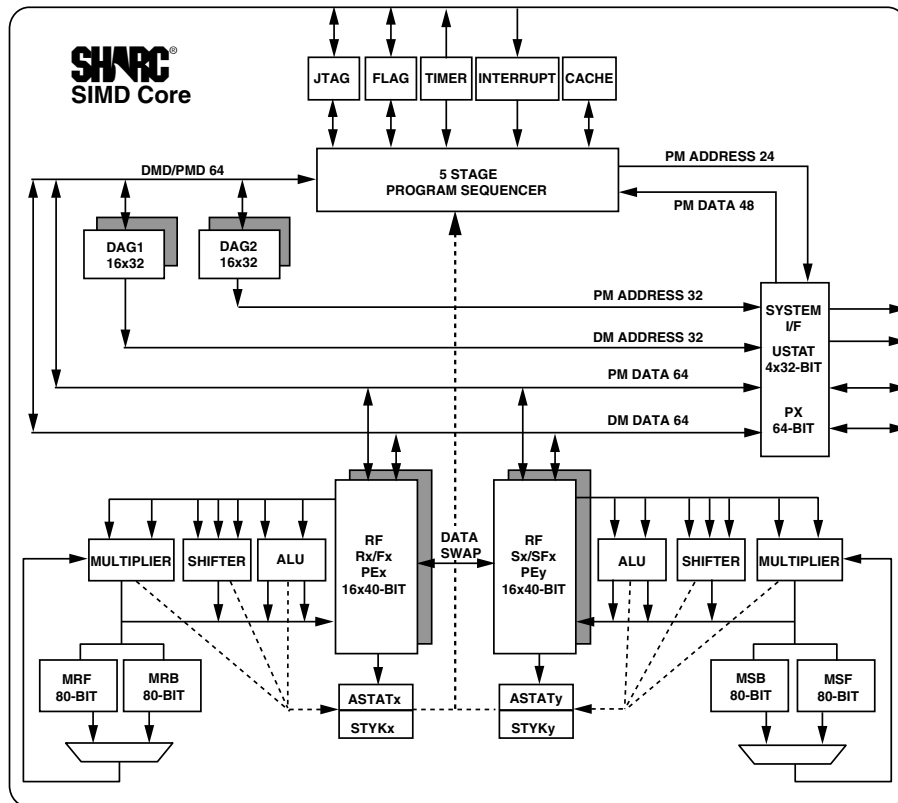 SHARC®
SIMD Core
JTAG
FLAG
TIMER
INTERRUPT
CACHE
5 STAGE
PROGRAM SEQUENCER
PM ADDRESS 24
PM DATA 48
DMD/PMD 64
DAG1
16x32
DAG2
16x32
PM ADDRESS 32
DM ADDRESS 32
PM DATA 64
DM DATA 64
SYSTEM
I/F
USTAT
4x32-BIT
PX
64-BIT
MULTIPLIER
SHIFTER
ALU
RF
Rx/Fx
PEx
16x40-BIT
DATA
SWAP
RF
Sx/SFx
PEy
16x40-BIT
ALU
SHIFTER
MULTIPLIER
MRF
80-BIT
MRB
80-BIT
ASTATx
STYKx
ASTATy
STYKy
MSB
80-BIT
MSF
80-BIT